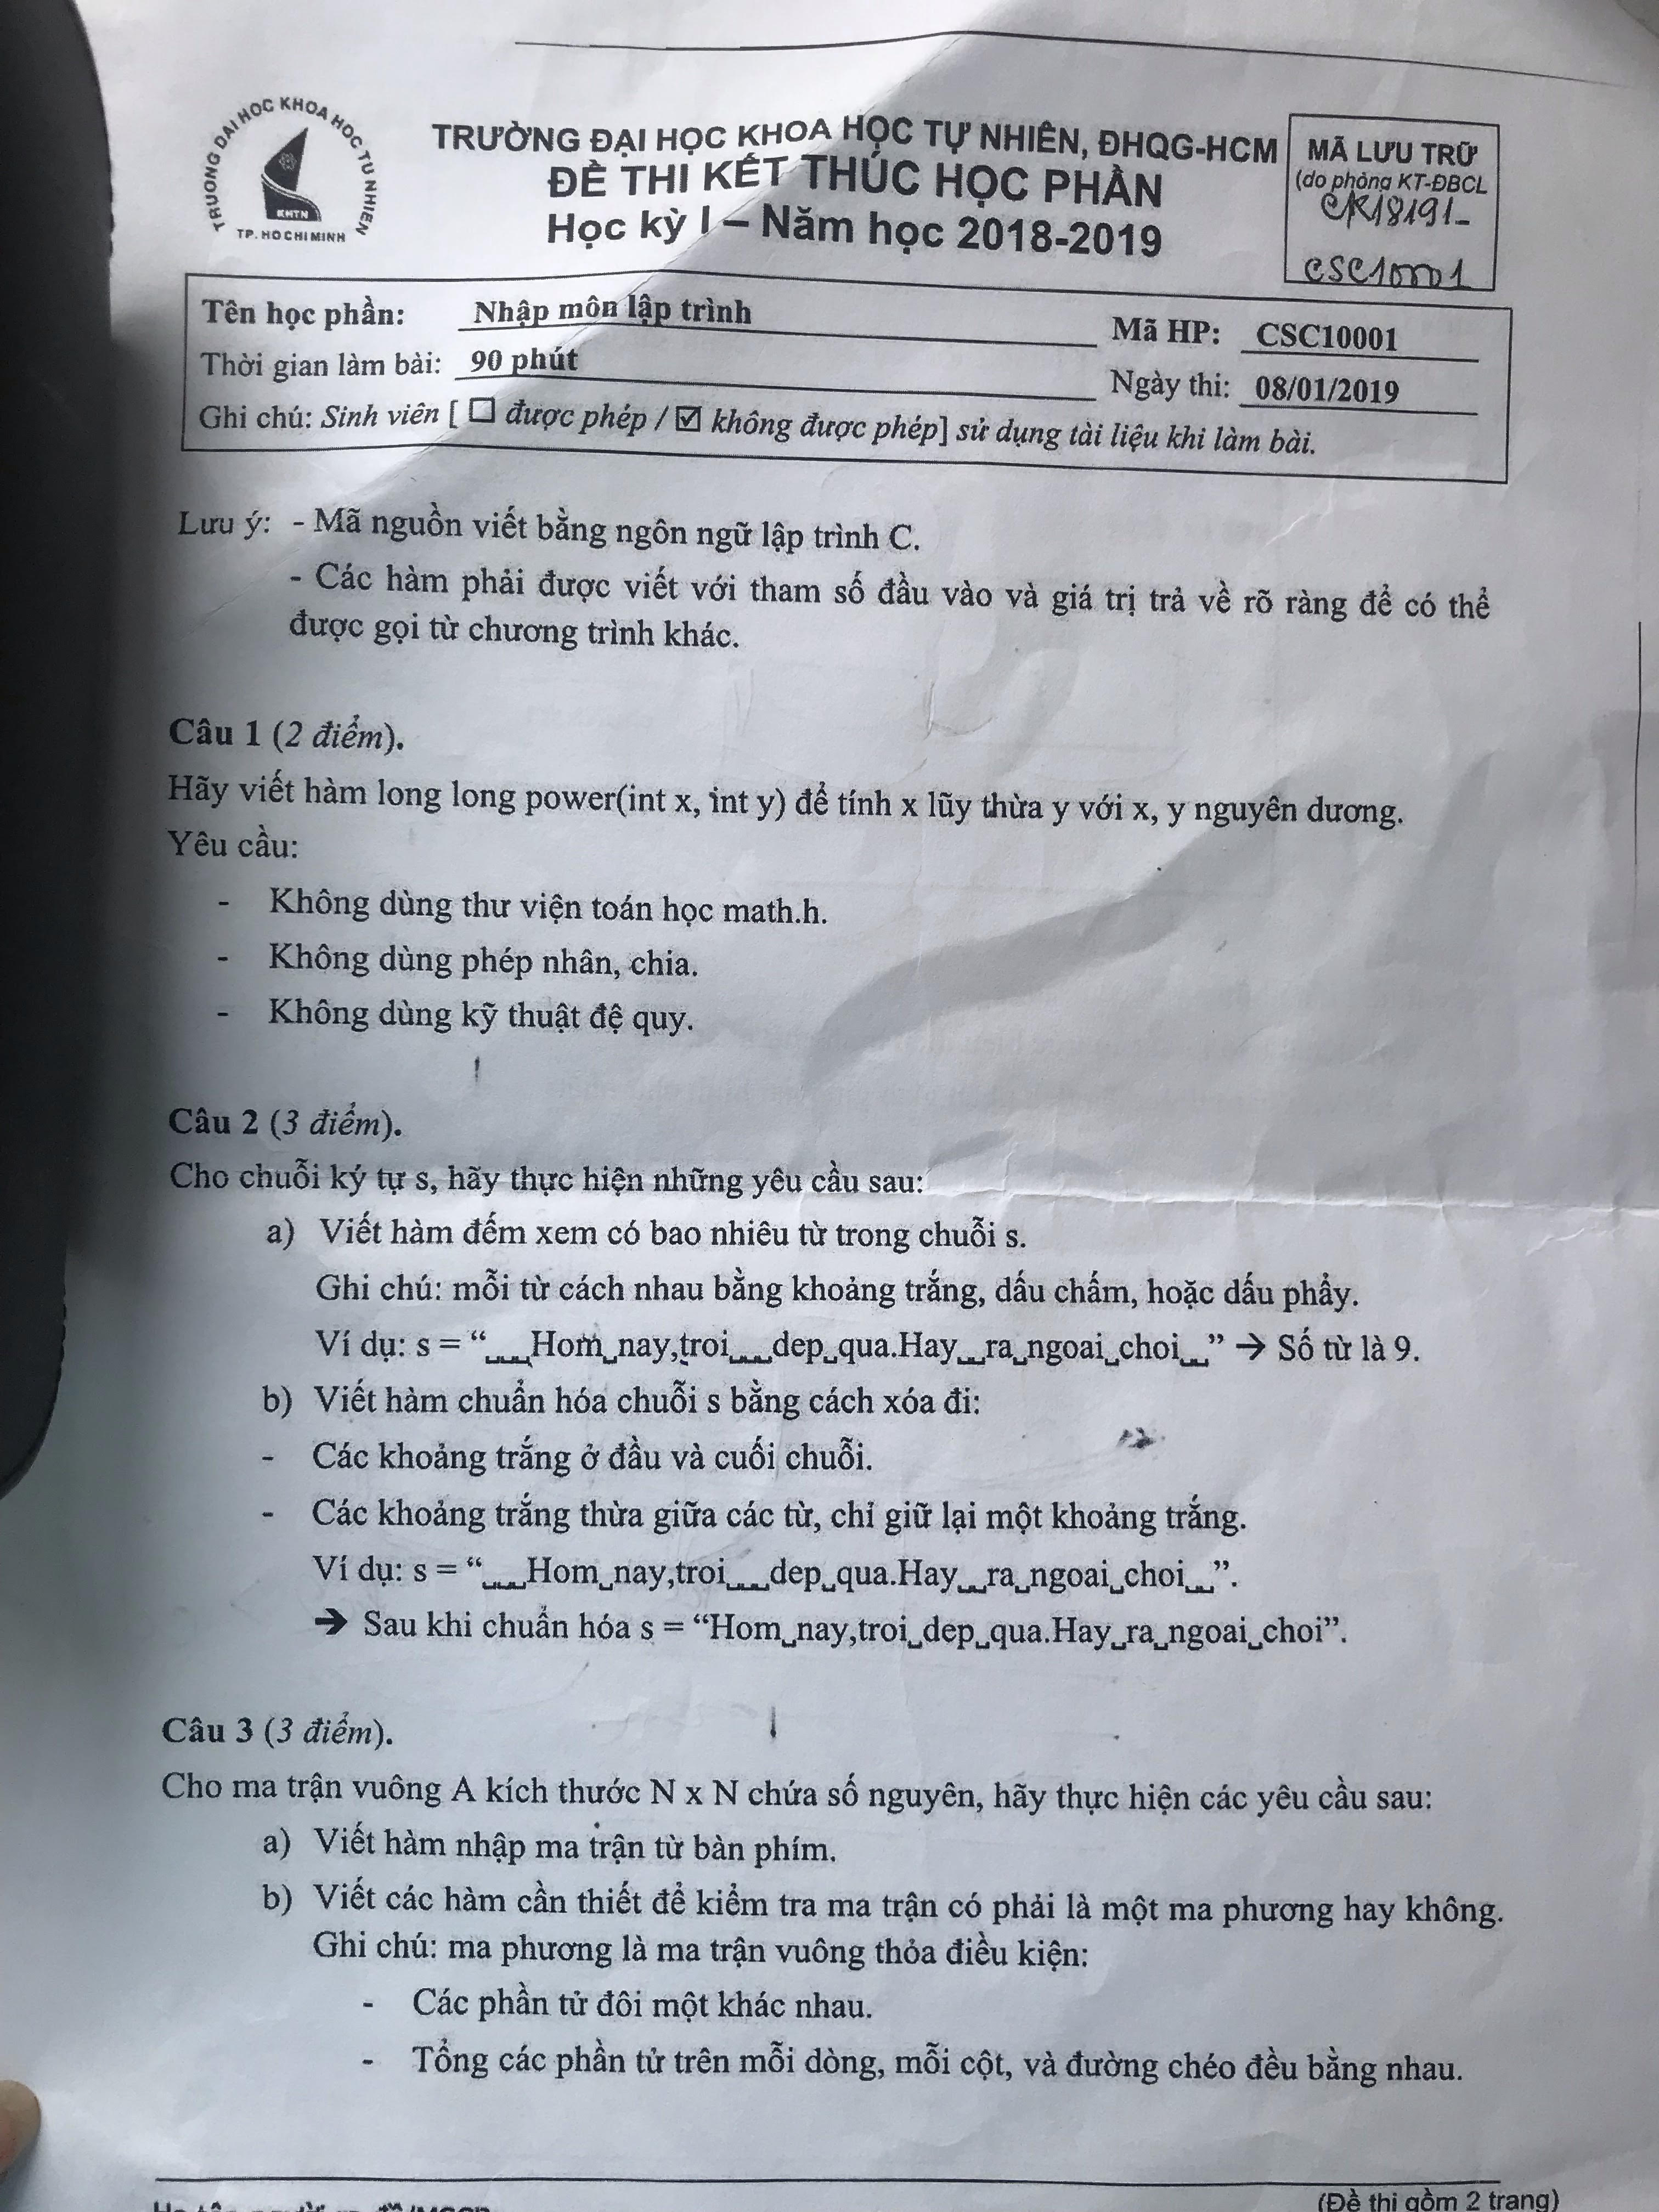 TRƯỜNG ĐẠI HỌC KHOA HỌC TỰ NHIÊN
KHTN
TP. HO CHI MINH
TRƯỜNG ĐẠI HỌC KHOA HỌC TỰ NHIÊN, ĐHQG-HCM
ĐỀ THI KẾT THÚC HỌC PHẦN
Học kỳ I – Năm học 2018-2019
MÃ LƯU TRỮ
(do phòng KT-ĐBCL
CK18191-
CSC10001
Tên học phần: Nhập môn lập trình Mã HP: CSC10001
Thời gian làm bài: 90 phút Ngày thi: 08/01/2019
Ghi chú: Sinh viên [ ☐ được phép / ☑ không được phép] sử dụng tài liệu khi làm bài.
Lưu ý: - Mã nguồn viết bằng ngôn ngữ lập trình C.
- Các hàm phải được viết với tham số đầu vào và giá trị trả về rõ ràng để có thể
được gọi từ chương trình khác.
Câu 1 (2 điểm).
Hãy viết hàm long long power(int x, int y) để tính x lũy thừa y với x, y nguyên dương.
Yêu cầu:
- Không dùng thư viện toán học math.h.
- Không dùng phép nhân, chia.
- Không dùng kỹ thuật đệ quy.
Câu 2 (3 điểm).
Cho chuỗi ký tự s, hãy thực hiện những yêu cầu sau:
a) Viết hàm đếm xem có bao nhiêu từ trong chuỗi s.
Ghi chú: mỗi từ cách nhau bằng khoảng trắng, dấu chấm, hoặc dấu phẩy.
Ví dụ: s = “␣␣␣Hom␣nay,troi␣␣␣dep␣qua.Hay␣␣ra␣ngoai␣choi␣␣” → Số từ là 9.
b) Viết hàm chuẩn hóa chuỗi s bằng cách xóa đi:
- Các khoảng trắng ở đầu và cuối chuỗi.
- Các khoảng trắng thừa giữa các từ, chỉ giữ lại một khoảng trắng.
Ví dụ: s = “␣␣␣Hom␣nay,troi␣␣␣dep␣qua.Hay␣␣ra␣ngoai␣choi␣␣”.
→ Sau khi chuẩn hóa s = “Hom␣nay,troi␣dep␣qua.Hay␣ra␣ngoai␣choi”.
Câu 3 (3 điểm).
Cho ma trận vuông A kích thước N x N chứa số nguyên, hãy thực hiện các yêu cầu sau:
a) Viết hàm nhập ma trận từ bàn phím.
b) Viết các hàm cần thiết để kiểm tra ma trận có phải là một ma phương hay không.
Ghi chú: ma phương là ma trận vuông thỏa điều kiện:
- Các phần tử đôi một khác nhau.
- Tổng các phần tử trên mỗi dòng, mỗi cột, và đường chéo đều bằng nhau.
(Đề thi gồm 2 trang)